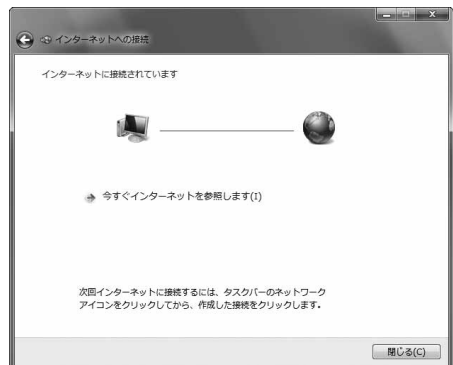 インターネットへの接続
インターネットに接続されています
今すぐインターネットを参照します(I)
次回インターネットに接続するには、タスクバーのネットワーク
アイコンをクリックしてから、作成した接続をクリックします。
閉じる(C)